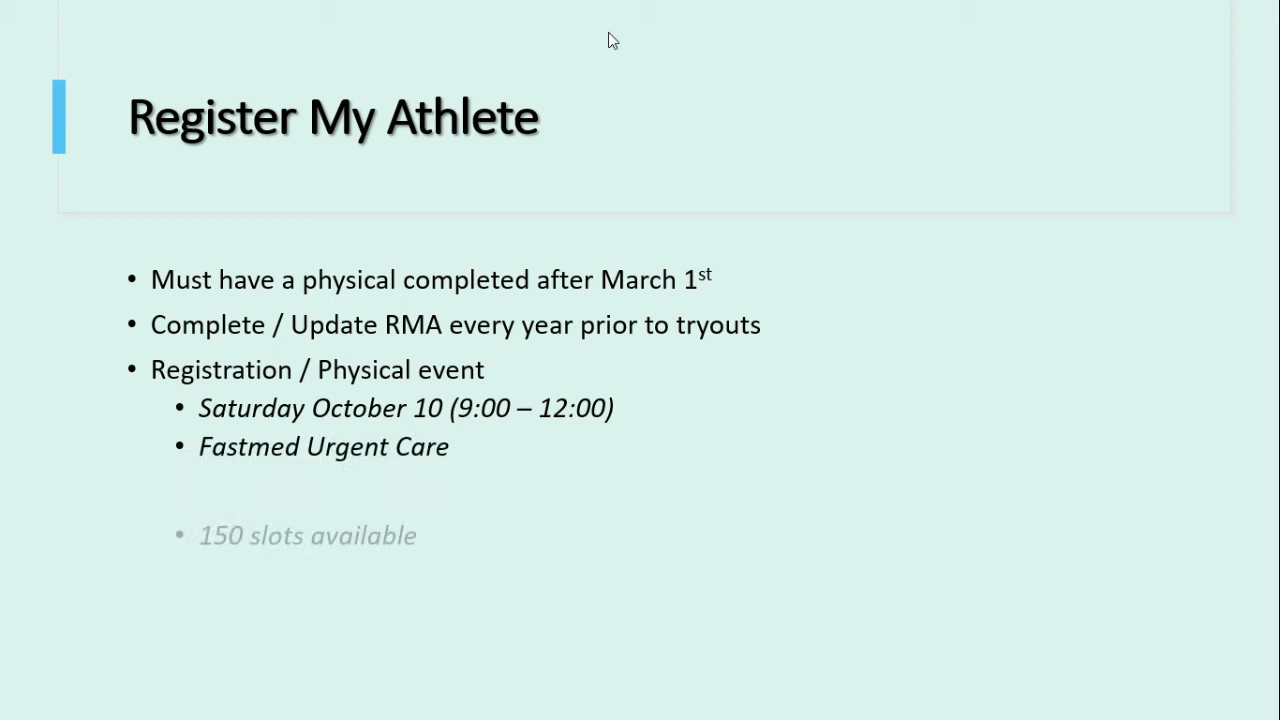 Register My Athlete
• Must have a physical completed after March 1st
• Complete / Update RMA every year prior to tryouts
• Registration / Physical event
• Saturday October 10 (9:00 – 12:00)
• Fastmed Urgent Care
• 150 slots available